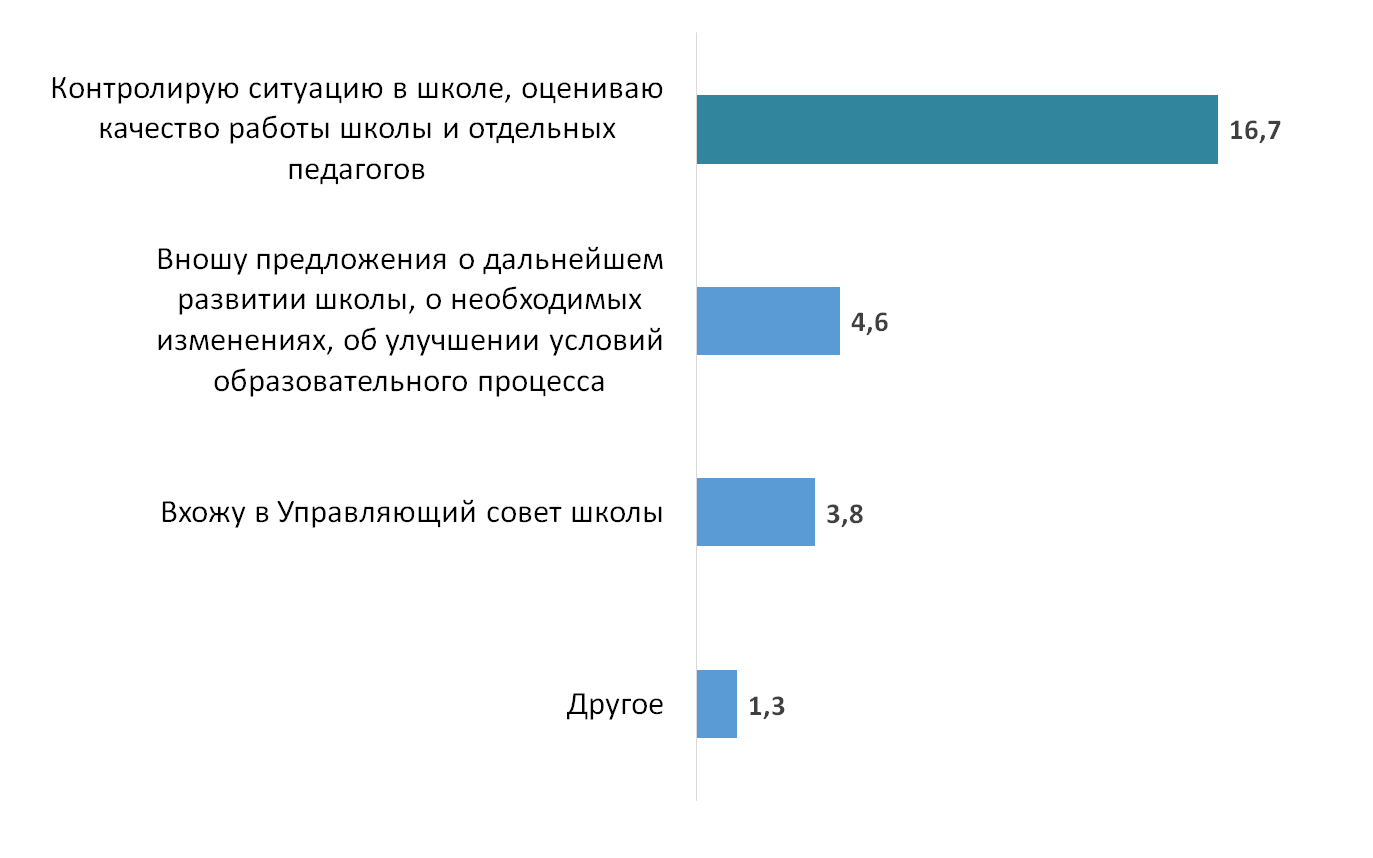 Контролирую ситуацию в школе, оцениваю
качество работы школы и отдельных
педагогов
16,7
Вношу предложения о дальнейшем
развитии школы, о необходимых
изменениях, об улучшении условий
образовательного процесса
4,6
Вхожу в Управляющий совет школы
3,8
Другое
1,3